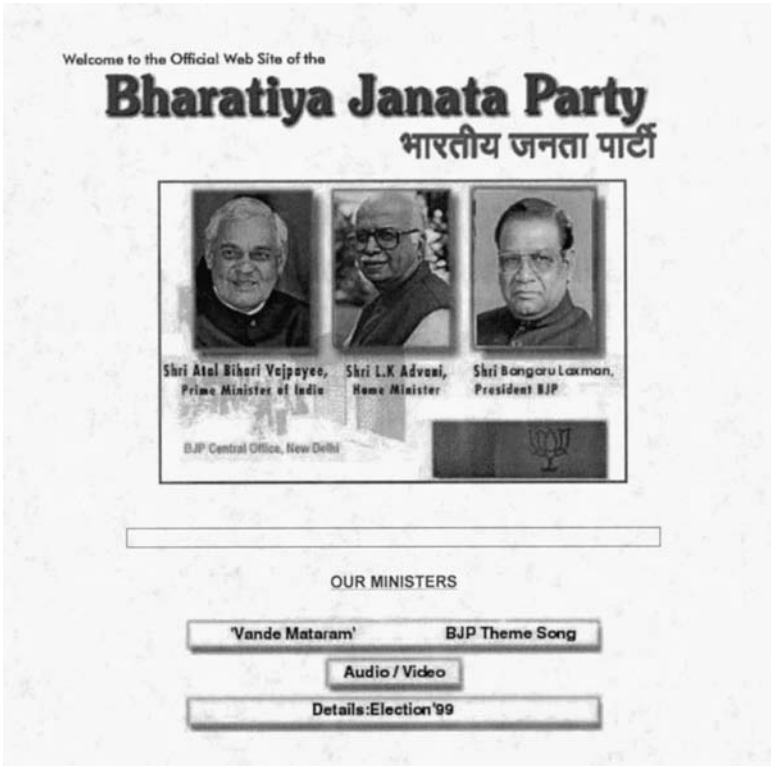 Welcome to the Official Web Site of the
Bharatiya Janata Party
भारतीय जनता पार्टी
Shri Atal Bihari Vajpayee,
Prime Minister of India
Shri L.K Advani,
Home Minister
Shri Bangaru Laxman,
President BJP
BJP Central Office, New Delhi
OUR MINISTERS
'Vande Mataram' BJP Theme Song
Audio / Video
Details:Election'99